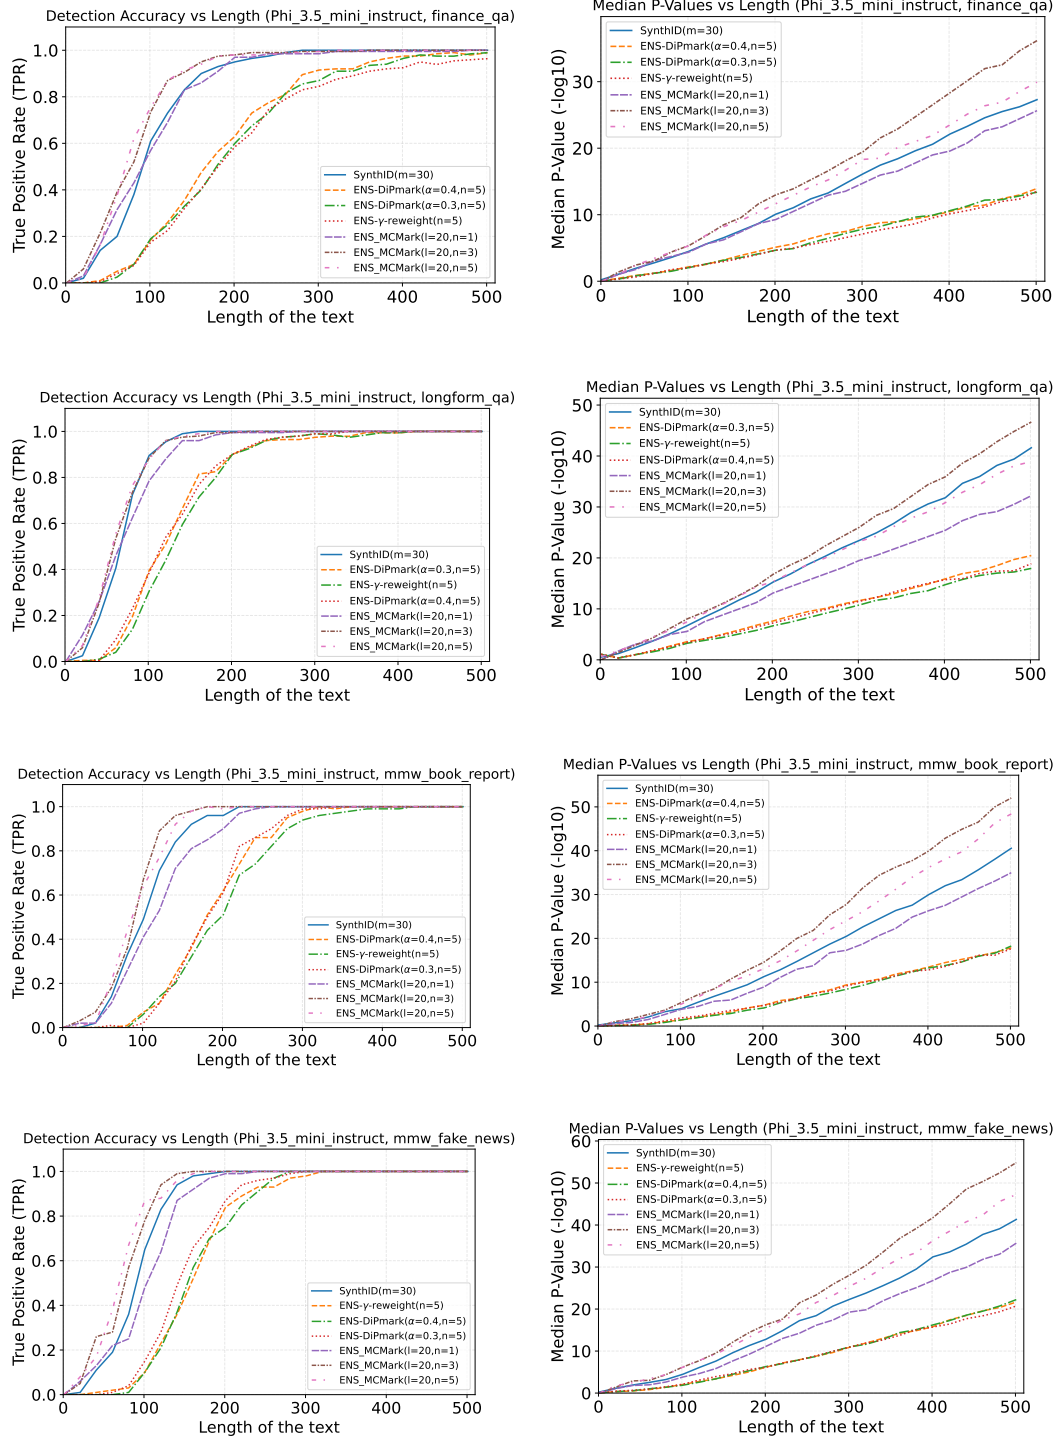 Detection Accuracy vs Length (Phi_3.5_mini_instruct, finance_qa)
True Positive Rate (TPR)
1.0
0.8
0.6
0.4
0.2
0.0
SynthID(m=30)
ENS-DiPmark(α=0.4,n=5)
ENS-DiPmark(α=0.3,n=5)
ENS-γ-reweight(n=5)
ENS_MCMark(l=20,n=1)
ENS_MCMark(l=20,n=3)
ENS_MCMark(l=20,n=5)
0 100 200 300 400 500
Length of the text
Median P-Values vs Length (Phi_3.5_mini_instruct, finance_qa)
Median P-Value (-log10)
30
20
10
0
SynthID(m=30)
ENS-DiPmark(α=0.4,n=5)
ENS-DiPmark(α=0.3,n=5)
ENS-γ-reweight(n=5)
ENS_MCMark(l=20,n=1)
ENS_MCMark(l=20,n=3)
ENS_MCMark(l=20,n=5)
0 100 200 300 400 500
Length of the text
Detection Accuracy vs Length (Phi_3.5_mini_instruct, longform_qa)
True Positive Rate (TPR)
1.0
0.8
0.6
0.4
0.2
0.0
SynthID(m=30)
ENS-DiPmark(α=0.3,n=5)
ENS-γ-reweight(n=5)
ENS-DiPmark(α=0.4,n=5)
ENS_MCMark(l=20,n=1)
ENS_MCMark(l=20,n=3)
ENS_MCMark(l=20,n=5)
0 100 200 300 400 500
Length of the text
Median P-Values vs Length (Phi_3.5_mini_instruct, longform_qa)
Median P-Value (-log10)
50
40
30
20
10
0
SynthID(m=30)
ENS-DiPmark(α=0.3,n=5)
ENS-γ-reweight(n=5)
ENS-DiPmark(α=0.4,n=5)
ENS_MCMark(l=20,n=1)
ENS_MCMark(l=20,n=3)
ENS_MCMark(l=20,n=5)
0 100 200 300 400 500
Length of the text
Detection Accuracy vs Length (Phi_3.5_mini_instruct, mmw_book_report)
True Positive Rate (TPR)
1.0
0.8
0.6
0.4
0.2
0.0
SynthID(m=30)
ENS-DiPmark(α=0.4,n=5)
ENS-γ-reweight(n=5)
ENS-DiPmark(α=0.3,n=5)
ENS_MCMark(l=20,n=1)
ENS_MCMark(l=20,n=3)
ENS_MCMark(l=20,n=5)
0 100 200 300 400 500
Length of the text
Median P-Values vs Length (Phi_3.5_mini_instruct, mmw_book_report)
Median P-Value (-log10)
50
40
30
20
10
0
SynthID(m=30)
ENS-DiPmark(α=0.4,n=5)
ENS-γ-reweight(n=5)
ENS-DiPmark(α=0.3,n=5)
ENS_MCMark(l=20,n=1)
ENS_MCMark(l=20,n=3)
ENS_MCMark(l=20,n=5)
0 100 200 300 400 500
Length of the text
Detection Accuracy vs Length (Phi_3.5_mini_instruct, mmw_fake_news)
True Positive Rate (TPR)
1.0
0.8
0.6
0.4
0.2
0.0
SynthID(m=30)
ENS-γ-reweight(n=5)
ENS-DiPmark(α=0.4,n=5)
ENS-DiPmark(α=0.3,n=5)
ENS_MCMark(l=20,n=1)
ENS_MCMark(l=20,n=3)
ENS_MCMark(l=20,n=5)
0 100 200 300 400 500
Length of the text
Median P-Values vs Length (Phi_3.5_mini_instruct, mmw_fake_news)
Median P-Value (-log10)
60
50
40
30
20
10
0
SynthID(m=30)
ENS-γ-reweight(n=5)
ENS-DiPmark(α=0.4,n=5)
ENS-DiPmark(α=0.3,n=5)
ENS_MCMark(l=20,n=1)
ENS_MCMark(l=20,n=3)
ENS_MCMark(l=20,n=5)
0 100 200 300 400 500
Length of the text